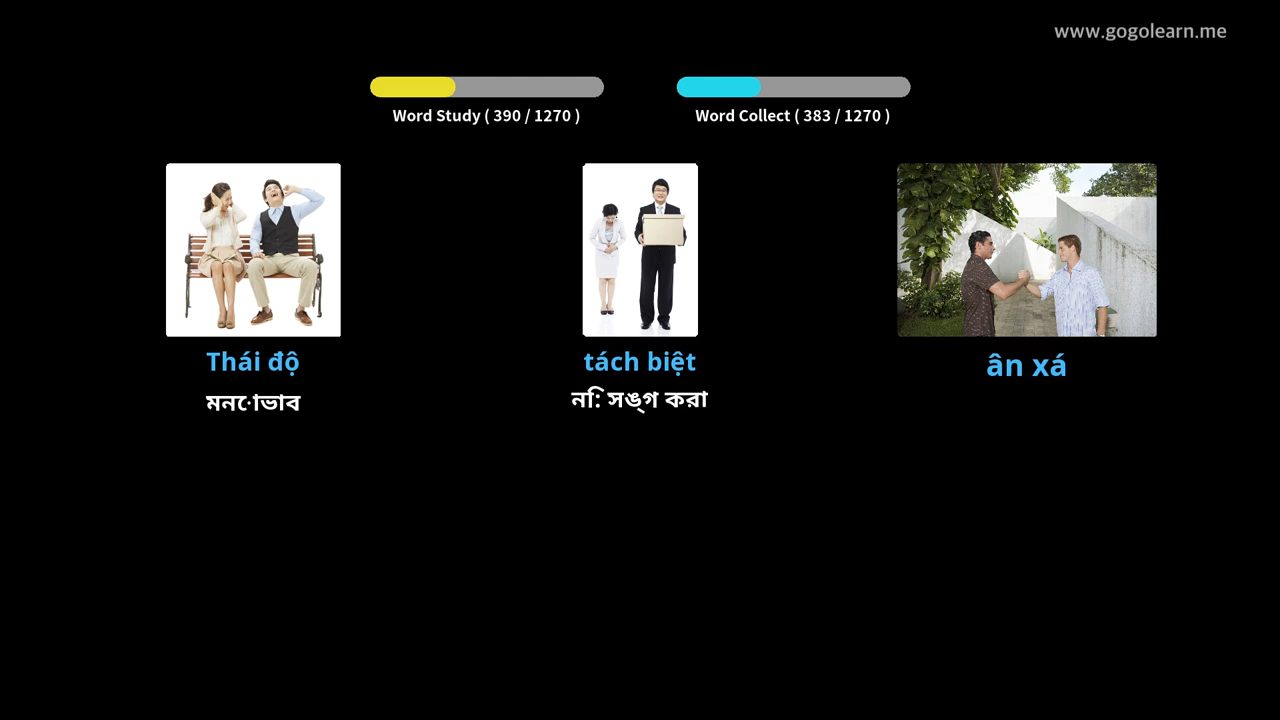 www.gogolearn.me
Word Study ( 390 / 1270 )
Word Collect ( 383 / 1270 )
Thái độ
tách biệt
ân xá
মনোভাব
নি: সঙ্গ করা